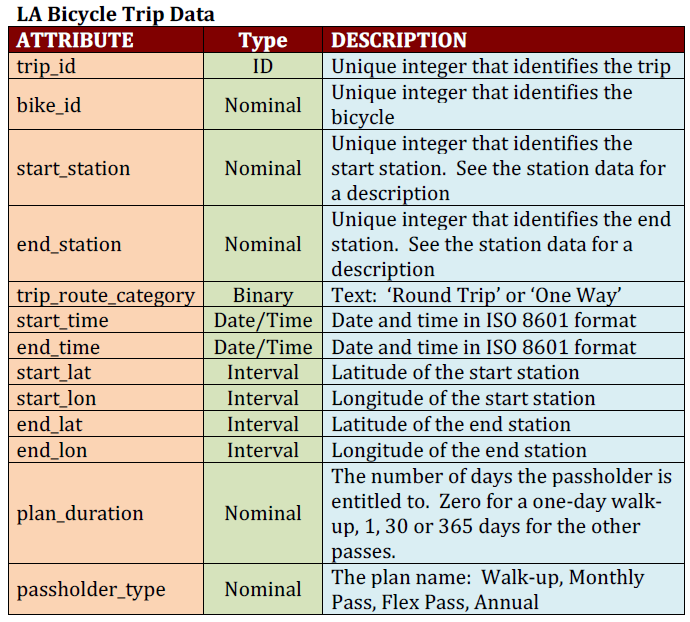 LA Bicycle Trip Data
ATTRIBUTE Type DESCRIPTION
trip_id ID Unique integer that identifies the trip
bike_id Nominal Unique integer that identifies the
bicycle
start_station Nominal Unique integer that identifies the
start station. See the station data for
a description
end_station Nominal Unique integer that identifies the end
station. See the station data for a
description
trip_route_category Binary Text: ‘Round Trip’ or ‘One Way’
start_time Date/Time Date and time in ISO 8601 format
end_time Date/Time Date and time in ISO 8601 format
start_lat Interval Latitude of the start station
start_lon Interval Longitude of the start station
end_lat Interval Latitude of the end station
end_lon Interval Longitude of the end station
plan_duration Nominal The number of days the passholder is
entitled to. Zero for a one-day walk-
up, 1, 30 or 365 days for the other
passes.
passholder_type Nominal The plan name: Walk-up, Monthly
Pass, Flex Pass, Annual